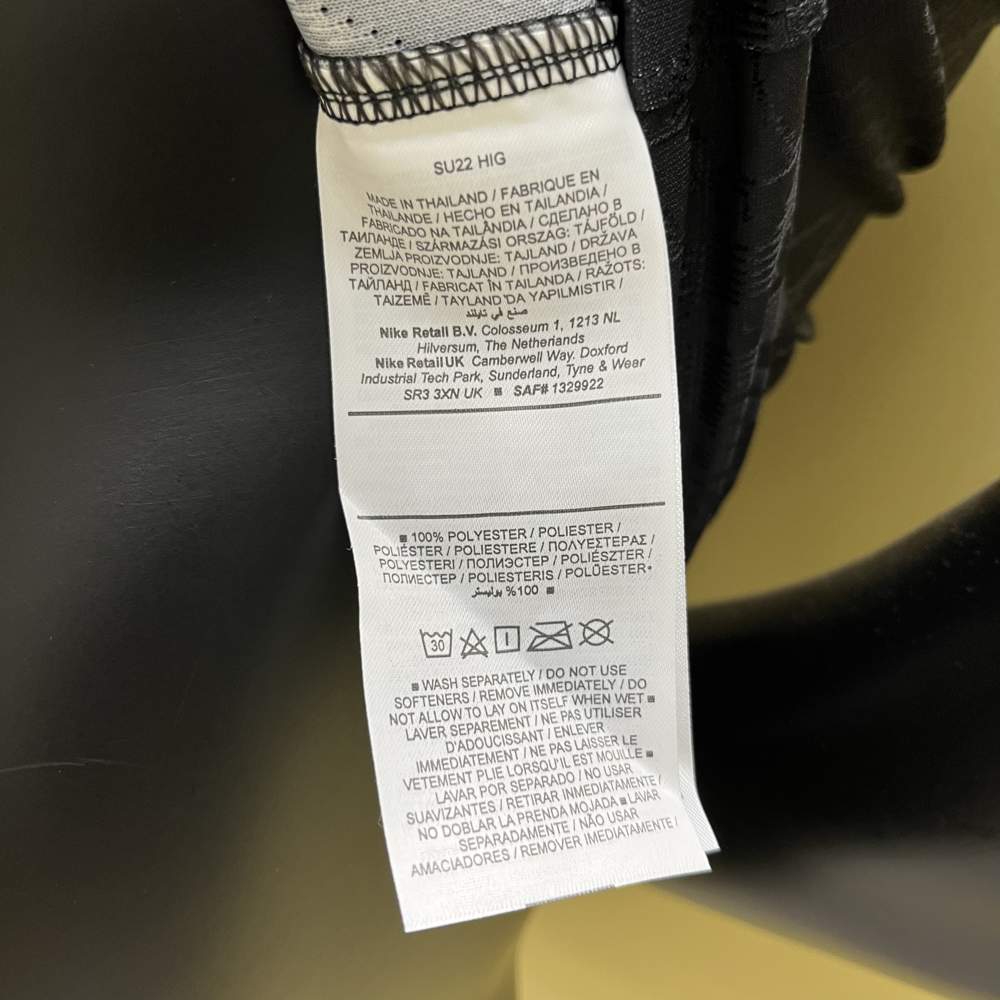 SU22 HIG
MADE IN THAILAND / FABRIQUE EN
THAILANDE / HECHO EN TAILANDIA /
FABRICADO NA TAILÂNDIA / СДЕЛАНО В
ТАИЛАНДЕ / SZÁRMAZÁSI ORSZÁG: TÁJFÖLD /
ZEMLJA PROIZVODNJE: TAJLAND / DRŽAVA
PROIZVODNJE: TAJLAND / ПРОИЗВЕДЕНО В
ТАЙЛАНД / FABRICAT ÎN TAILANDA / RAŽOTS:
TAIZEMĒ / TAYLAND'DA YAPILMISTIR /
صنع في تايلند
Nike Retail B.V. Colosseum 1, 1213 NL
Hilversum, The Netherlands
Nike Retail UK Camberwell Way. Doxford
Industrial Tech Park, Sunderland, Tyne & Wear
SR3 3XN UK ■ SAF# 1329922
■ 100% POLYESTER / POLIESTER /
POLIÉSTER / POLIESTERE / ΠΟΛΥΕΣΤΕΡΑΣ /
POLYESTERI / ПОЛИЭСТЕР / POLIÉSZTER /
ПОЛИЕСТЕР / POLIESTERIS / POLÜESTER•
100% بوليستر ■
30
■ WASH SEPARATELY / DO NOT USE
SOFTENERS / REMOVE IMMEDIATELY / DO
NOT ALLOW TO LAY ON ITSELF WHEN WET ■
LAVER SEPAREMENT / NE PAS UTILISER
D'ADOUCISSANT / ENLEVER
IMMEDIATEMENT / NE PAS LAISSER LE
VETEMENT PLIE LORSQU'IL EST MOUILLE ■
LAVAR POR SEPARADO / NO USAR
SUAVIZANTES / RETIRAR INMEDIATAMENTE /
NO DOBLAR LA PRENDA MOJADA ■ LAVAR
SEPARADAMENTE / NÃO USAR
AMACIADORES / REMOVER IMEDIATAMENTE /